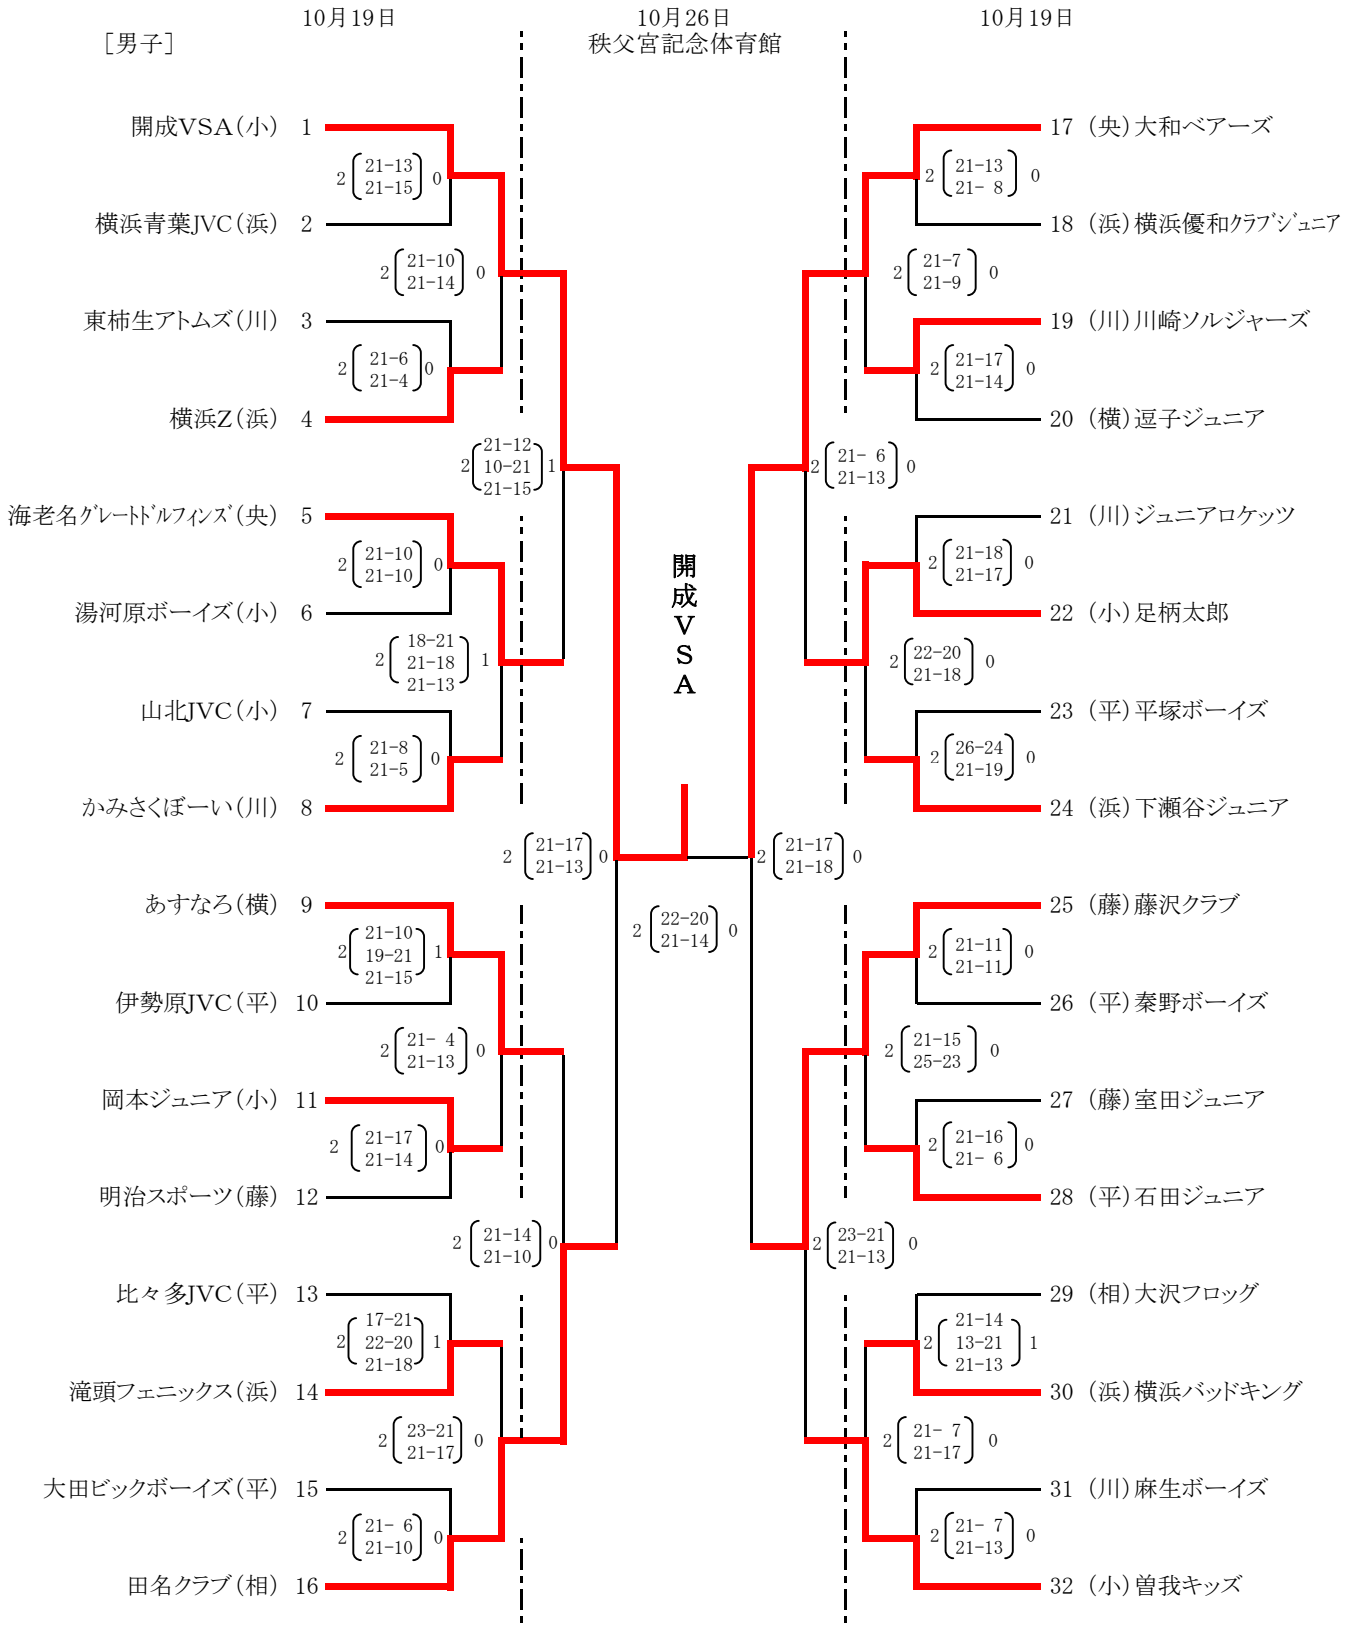 10月19日
10月26日
10月19日
［男子］
秩父宮記念体育館
開成VSA（小） 1
2 21-13 0
21-15
横浜青葉JVC（浜） 2
2 21-10 0
21-14
東柿生アトムズ（川） 3
2 21-6 0
21-4
横浜Z（浜） 4
2 21-12 1
10-21
21-15
海老名グレートドルフィンズ（央） 5
2 21-10 0
21-10
湯河原ボーイズ（小） 6
2 18-21 1
21-18
21-13
山北JVC（小） 7
2 21-8 0
21-5
かみさくぼーい（川） 8
2 21-17 0
21-13
あすなろ（横） 9
2 21-10 1
19-21
21-15
伊勢原JVC（平） 10
2 21- 4 0
21-13
岡本ジュニア（小） 11
2 21-17 0
21-14
明治スポーツ（藤） 12
2 21-14 0
21-10
比々多JVC（平） 13
2 17-21 1
22-20
21-18
滝頭フェニックス（浜） 14
2 23-21 0
21-17
大田ビックボーイズ（平） 15
2 21- 6 0
21-10
田名クラブ（相） 16
開成VSA
2 22-20 0
21-14
17 （央）大和ベアーズ
2 21-13 0
21- 8
18 （浜）横浜優和クラブジュニア
2 21-7 0
21-9
19 （川）川崎ソルジャーズ
2 21-17 0
21-14
20 （横）逗子ジュニア
2 21- 6 0
21-13
21 （川）ジュニアロケッツ
2 21-18 0
21-17
22 （小）足柄太郎
2 22-20 0
21-18
23 （平）平塚ボーイズ
2 26-24 0
21-19
24 （浜）下瀬谷ジュニア
2 21-17 0
21-18
25 （藤）藤沢クラブ
2 21-11 0
21-11
26 （平）秦野ボーイズ
2 21-15 0
25-23
27 （藤）室田ジュニア
2 21-16 0
21- 6
28 （平）石田ジュニア
2 23-21 0
21-13
29 （相）大沢フロッグ
2 21-14 1
13-21
21-13
30 （浜）横浜バッドキング
2 21- 7 0
21-17
31 （川）麻生ボーイズ
2 21- 7 0
21-13
32 （小）曽我キッズ